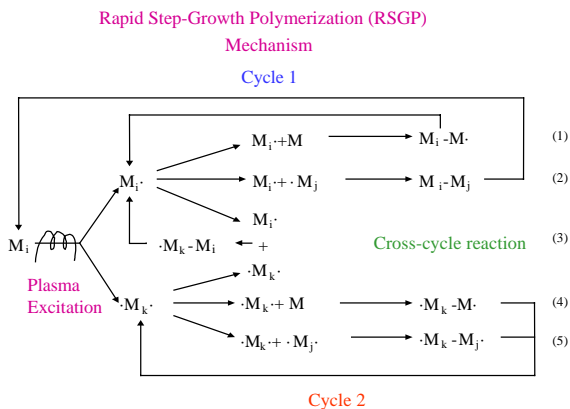 Rapid Step-Growth Polymerization (RSGP)
Mechanism
Cycle 1
Mi·+M Mi-M· (1)
Mi· Mi+·Mj Mi-Mj (2)
Mi·
Mi ·Mk-Mi + Cross-cycle reaction (3)
·Mk·
Plasma
Excitation
·Mk· ·Mk·+M ·Mk-M· (4)
·Mk·+·Mj· ·Mk-Mj· (5)
Cycle 2